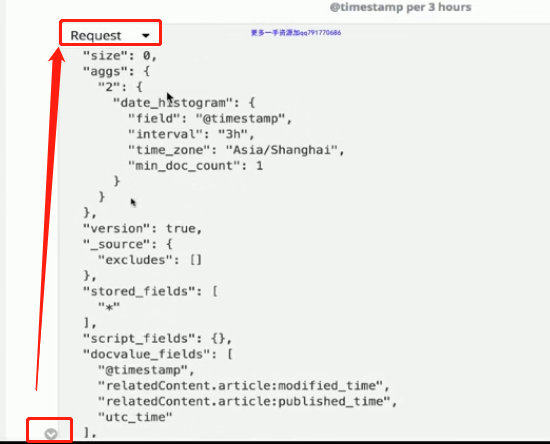 @timestamp per 3 hours
Request
更多一手资源加qq791770686
"size": 0,
"aggs": {
"2": {
"date_histogram": {
"field": "@timestamp",
"interval": "3h",
"time_zone": "Asia/Shanghai",
"min_doc_count": 1
}
}
},
"version": true,
"_source": {
"excludes": []
},
"stored_fields": [
"*"
],
"script_fields": {},
"docvalue_fields": [
"@timestamp",
"relatedContent.article:modified_time",
"relatedContent.article:published_time",
"utc_time"
],